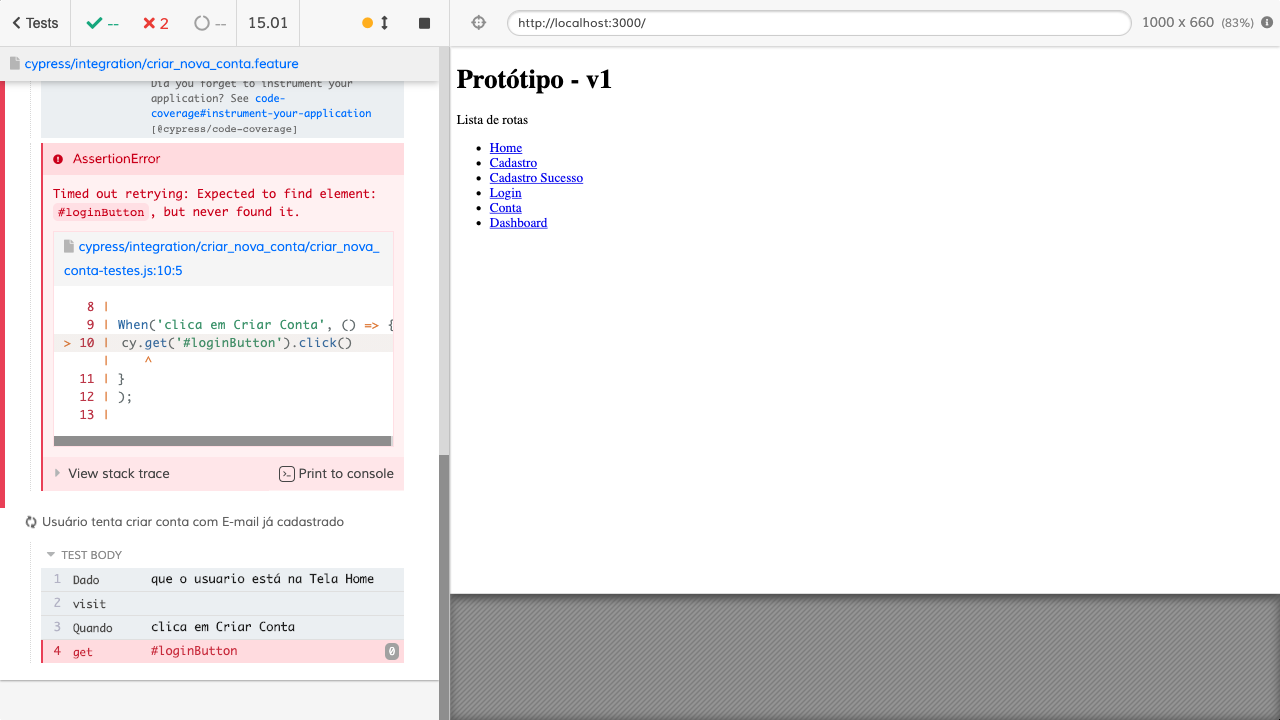 Tests
--
2
--
15.01
http://localhost:3000/
1000 x 660 (83%)
cypress/integration/criar_nova_conta.feature
Did you forget to instrument your
application? See code-
coverage#instrument-your-application
[@cypress/code-coverage]
AssertionError
Timed out retrying: Expected to find element:
#loginButton, but never found it.
cypress/integration/criar_nova_conta/criar_nova_
conta-testes.js:10:5
8 |
9 | When('clica em Criar Conta', () => {
> 10 | cy.get('#loginButton').click()
| ^
11 | }
12 | );
13 |
View stack trace
Print to console
Usuário tenta criar conta com E-mail já cadastrado
TEST BODY
1 Dado que o usuario está na Tela Home
2 visit
3 Quando clica em Criar Conta
4 get #loginButton 0
Protótipo - v1
Lista de rotas
Home
Cadastro
Cadastro Sucesso
Login
Conta
Dashboard